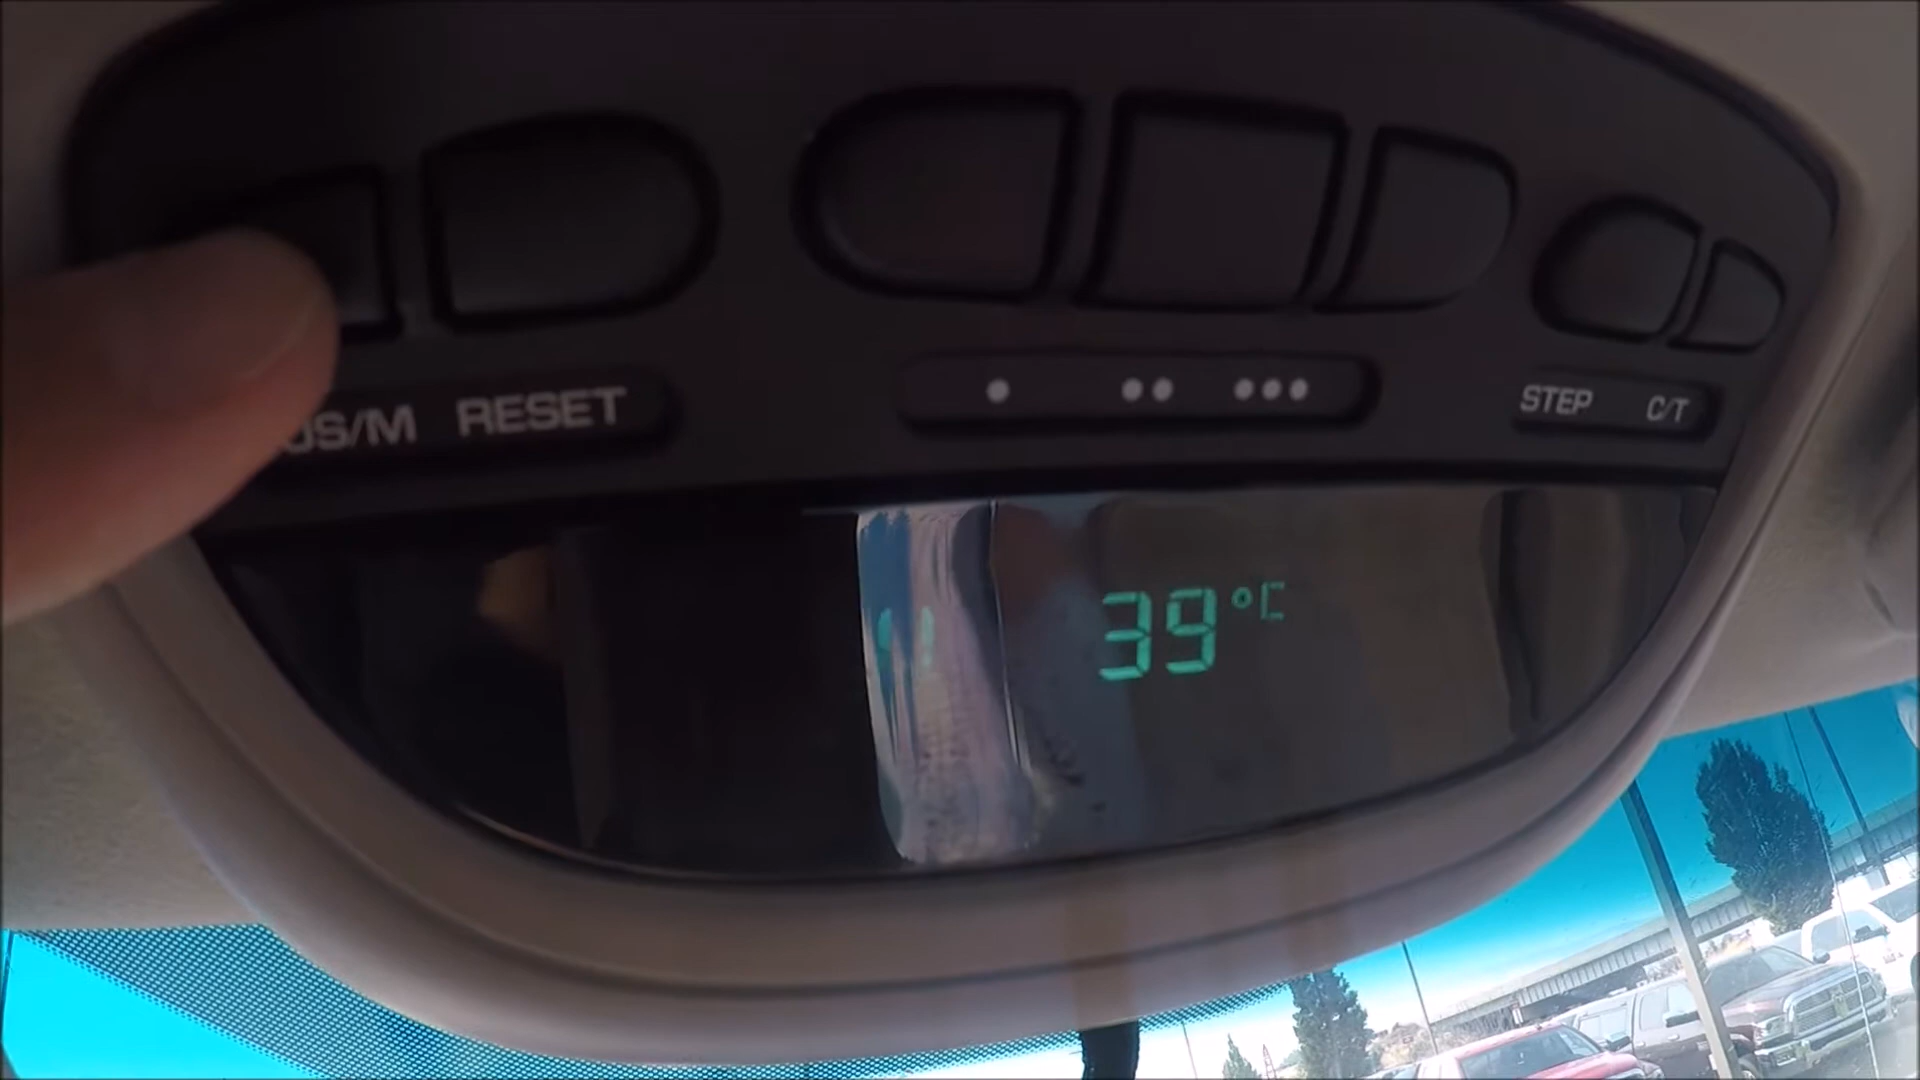 US/M RESET • •• ••• STEP C/T
39°C